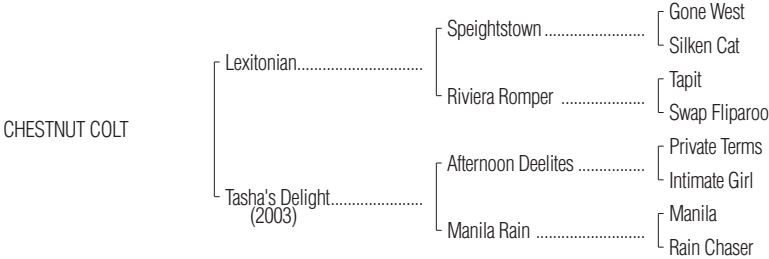 Gone West
Speightstown ........................
Silken Cat
Lexitonian..............................
Tapit
Riviera Romper ....................
Swap Fliparoo
CHESTNUT COLT
Private Terms
Afternoon Deelites ................
Intimate Girl
Tasha's Delight......................
(2003)
Manila
Manila Rain ..........................
Rain Chaser